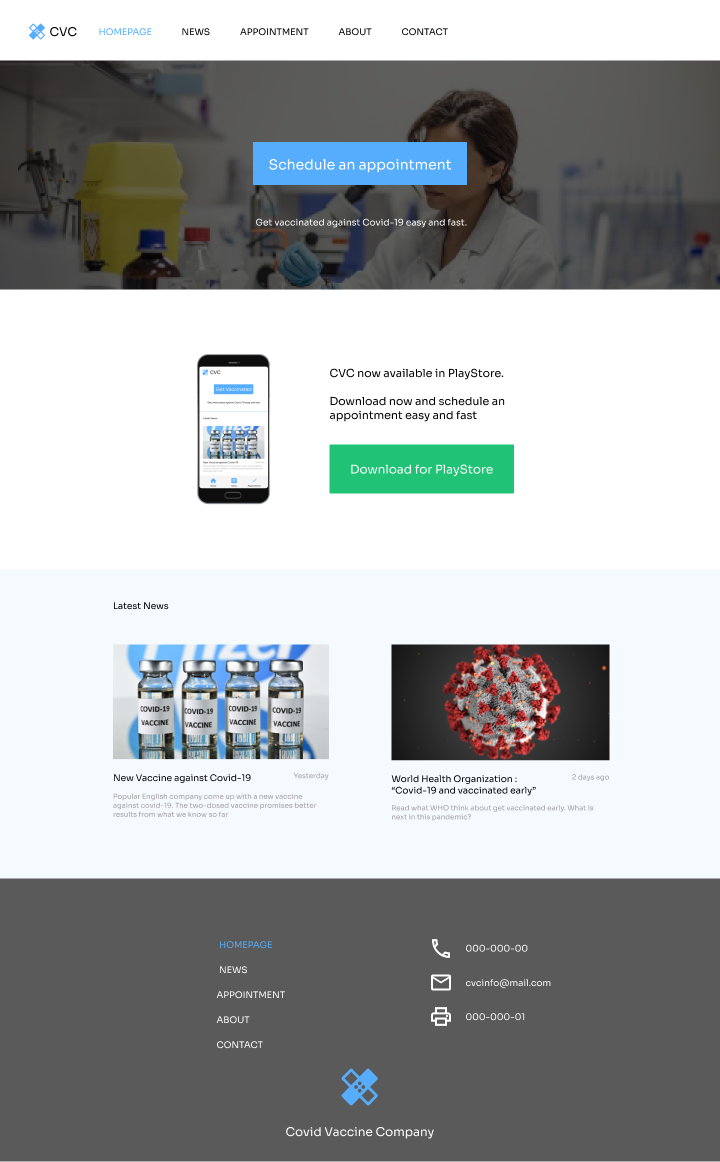 CVC
HOMEPAGE
NEWS
APPOINTMENT
ABOUT
CONTACT
Schedule an appointment
Get vaccinated against Covid-19 easy and fast.
CVC
Get Vaccinated!
CVC now available in PlayStore.
Download now and schedule an
appointment easy and fast
Download for PlayStore
Latest News
COVID-19
VACCINE
COVID-19
VACCINE
COVID-19
VACCINE
COVID-19
VACCINE
New Vaccine against Covid-19
Yesterday
Popular English company come up with a new vaccine
against covid-19. The two-dosed vaccine promises better
results from what we know so far
World Health Organization :
“Covid-19 and vaccinated early”
2 days ago
Read what WHO think about get vaccinated early. What is
next in this pandemic?
HOMEPAGE
NEWS
APPOINTMENT
ABOUT
CONTACT
000-000-00
cvcinfo@mail.com
000-000-01
Covid Vaccine Company